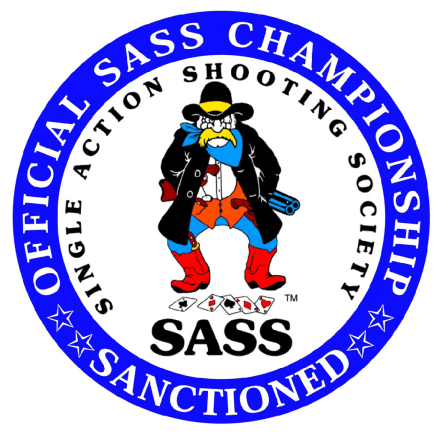 OFFICIAL SASS CHAMPIONSHIP
SINGLE ACTION SHOOTING SOCIETY
TM
SASS
SANCTIONED